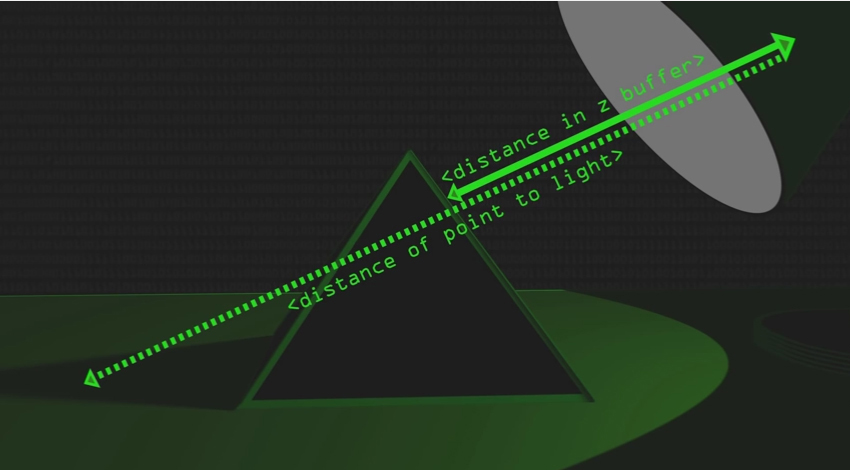 <distance in z buffer>
<distance of point to light>